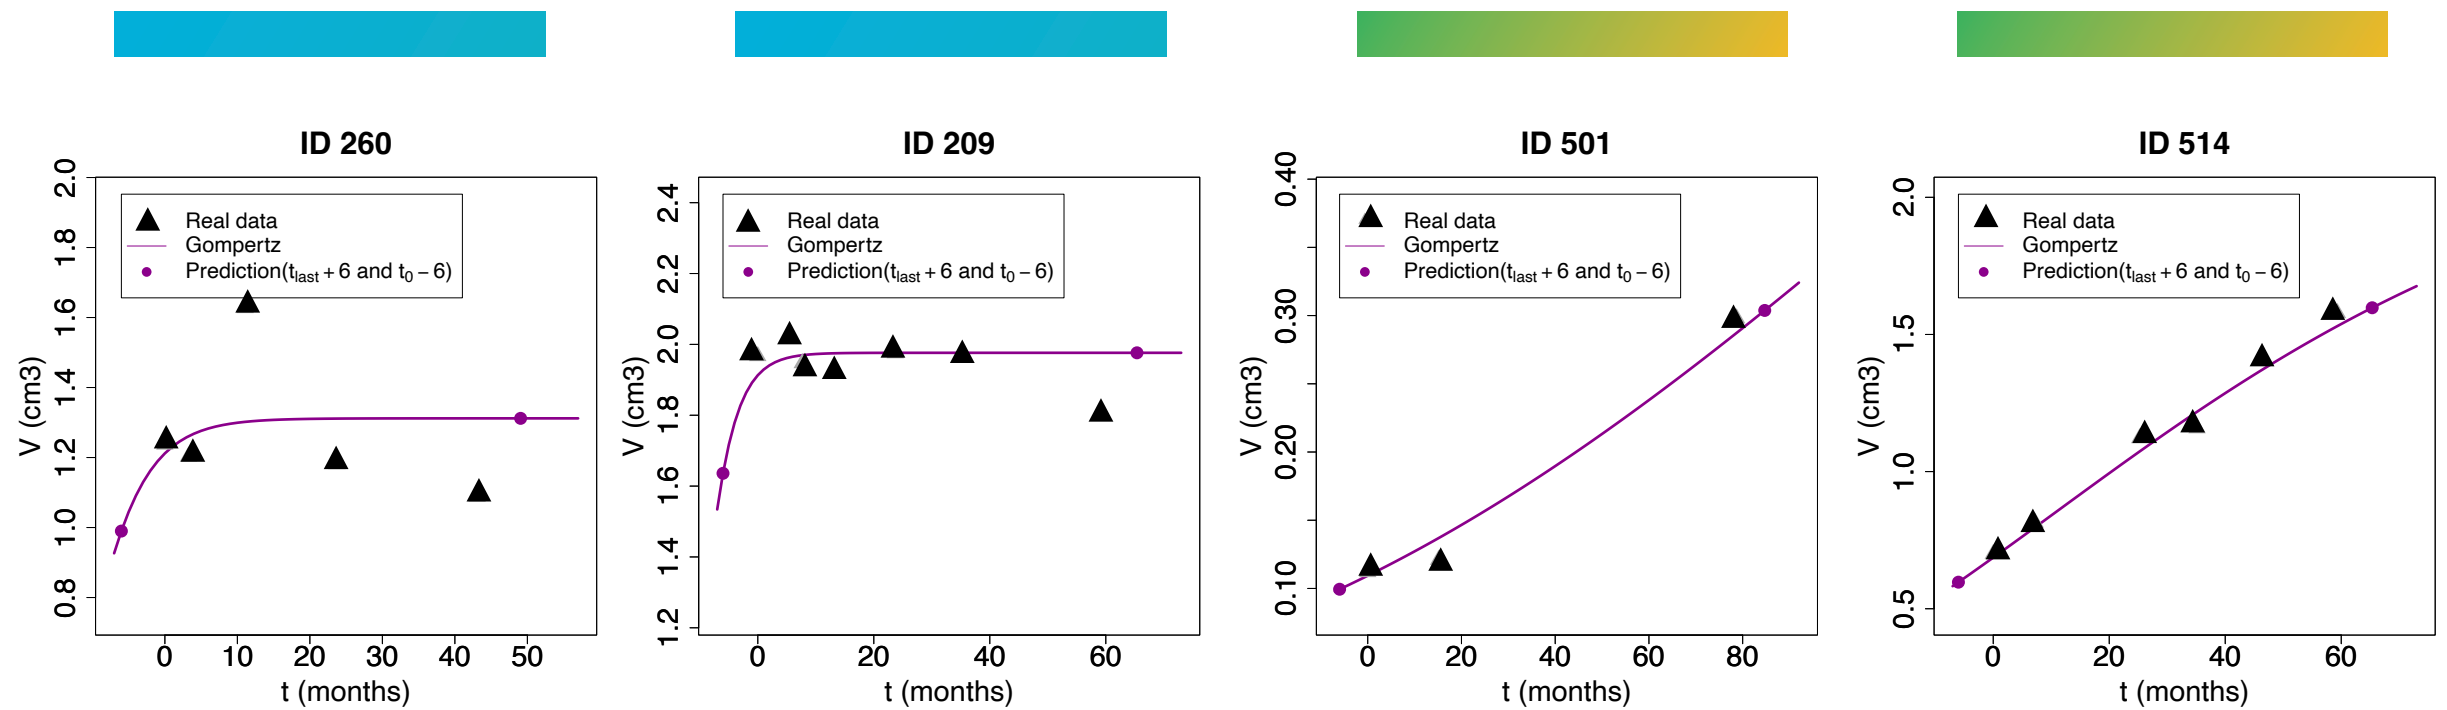 ID 260
2.0
1.8
1.6
1.4
1.2
1.0
0.8
V (cm3)
Real data
Gompertz
Prediction(tlast + 6 and t0 − 6)
0 10 20 30 40 50
t (months)
ID 209
2.4
2.2
2.0
1.8
1.6
1.4
1.2
V (cm3)
Real data
Gompertz
Prediction(tlast + 6 and t0 − 6)
0 20 40 60
t (months)
ID 501
0.40
0.30
0.20
0.10
V (cm3)
Real data
Gompertz
Prediction(tlast + 6 and t0 − 6)
0 20 40 60 80
t (months)
ID 514
2.0
1.5
1.0
0.5
V (cm3)
Real data
Gompertz
Prediction(tlast + 6 and t0 − 6)
0 20 40 60
t (months)